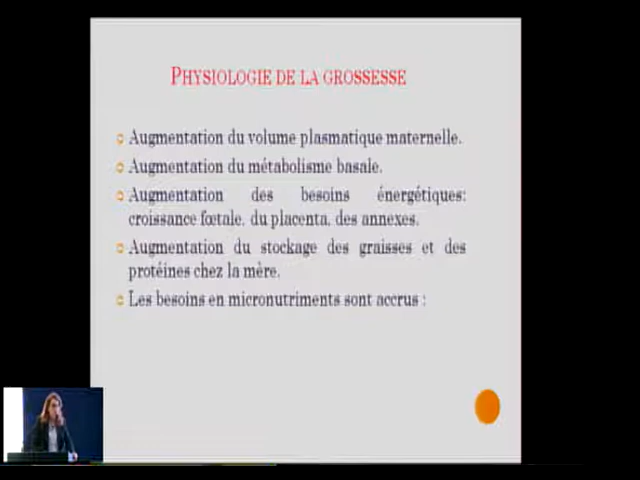 PHYSIOLOGIE DE LA GROSSESSE
Augmentation du volume plasmatique maternelle.
Augmentation du métabolisme basale.
Augmentation des besoins énergétiques:
croissance fœtale, du placenta, des annexes.
Augmentation du stockage des graisses et des
protéines chez la mère.
Les besoins en micronutriments sont accrus :